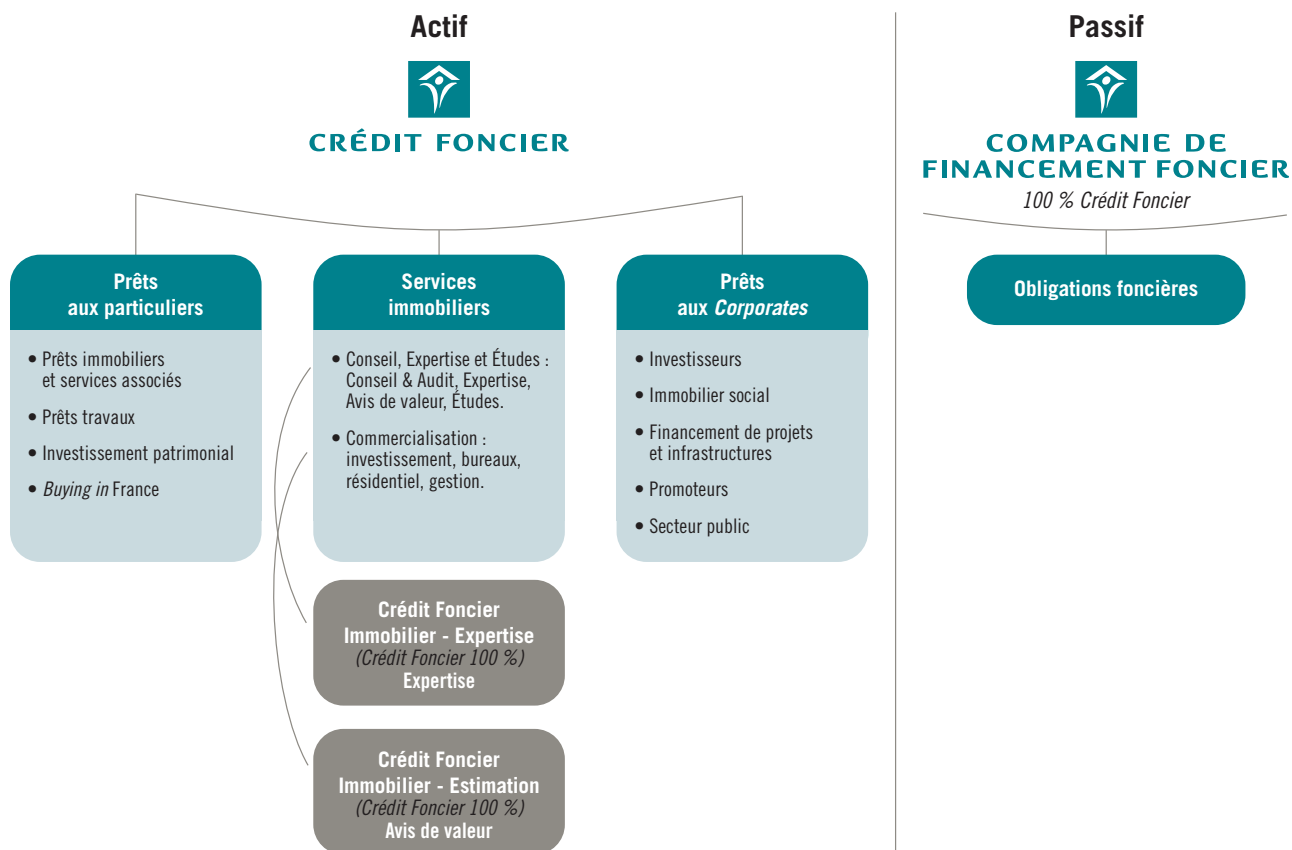 Actif
CRÉDIT FONCIER
Prêts
aux particuliers
• Prêts immobiliers
et services associés
• Prêts travaux
• Investissement patrimonial
• Buying in France
Services
immobiliers
• Conseil, Expertise et Études :
Conseil & Audit, Expertise,
Avis de valeur, Études.
• Commercialisation :
investissement, bureaux,
résidentiel, gestion.
Prêts
aux Corporates
• Investisseurs
• Immobilier social
• Financement de projets
et infrastructures
• Promoteurs
• Secteur public
Crédit Foncier
Immobilier - Expertise
(Crédit Foncier 100 %)
Expertise
Crédit Foncier
Immobilier - Estimation
(Crédit Foncier 100 %)
Avis de valeur
Passif
COMPAGNIE DE
FINANCEMENT FONCIER
100 % Crédit Foncier
Obligations foncières